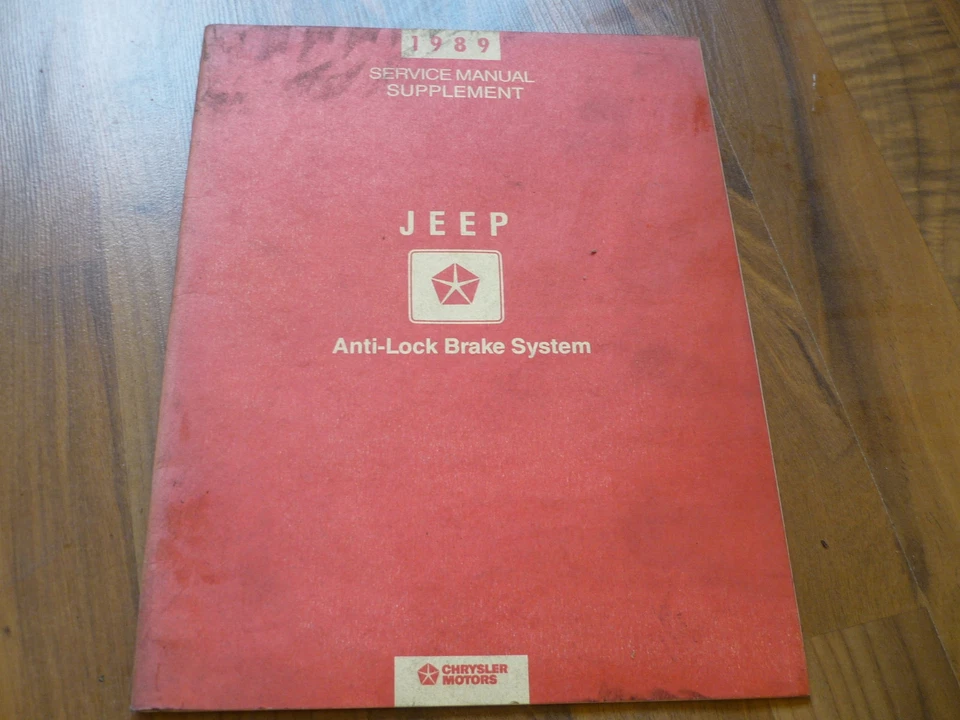 1989
SERVICE MANUAL
SUPPLEMENT
JEEP
Anti-Lock Brake System
CHRYSLER
MOTORS